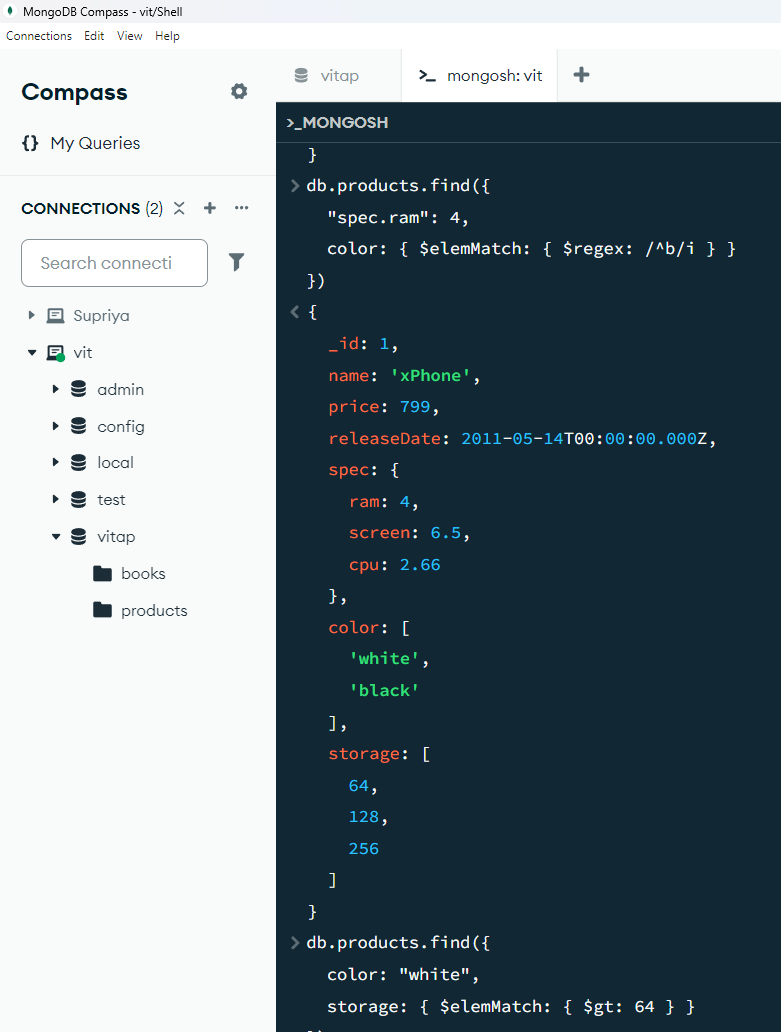 MongoDB Compass - vit/Shell
Connections Edit View Help
Compass
{} My Queries
CONNECTIONS (2)
Search connecti
Supriya
vit
admin
config
local
test
vitap
books
products
vitap
>_ mongosh: vit
>_MONGOSH
}
> db.products.find({
"spec.ram": 4,
color: { $elemMatch: { $regex: /^b/i } }
})
< {
_id: 1,
name: 'xPhone',
price: 799,
releaseDate: 2011-05-14T00:00:00.000Z,
spec: {
ram: 4,
screen: 6.5,
cpu: 2.66
},
color: [
'white',
'black'
],
storage: [
64,
128,
256
]
}
> db.products.find({
color: "white",
storage: { $elemMatch: { $gt: 64 } }